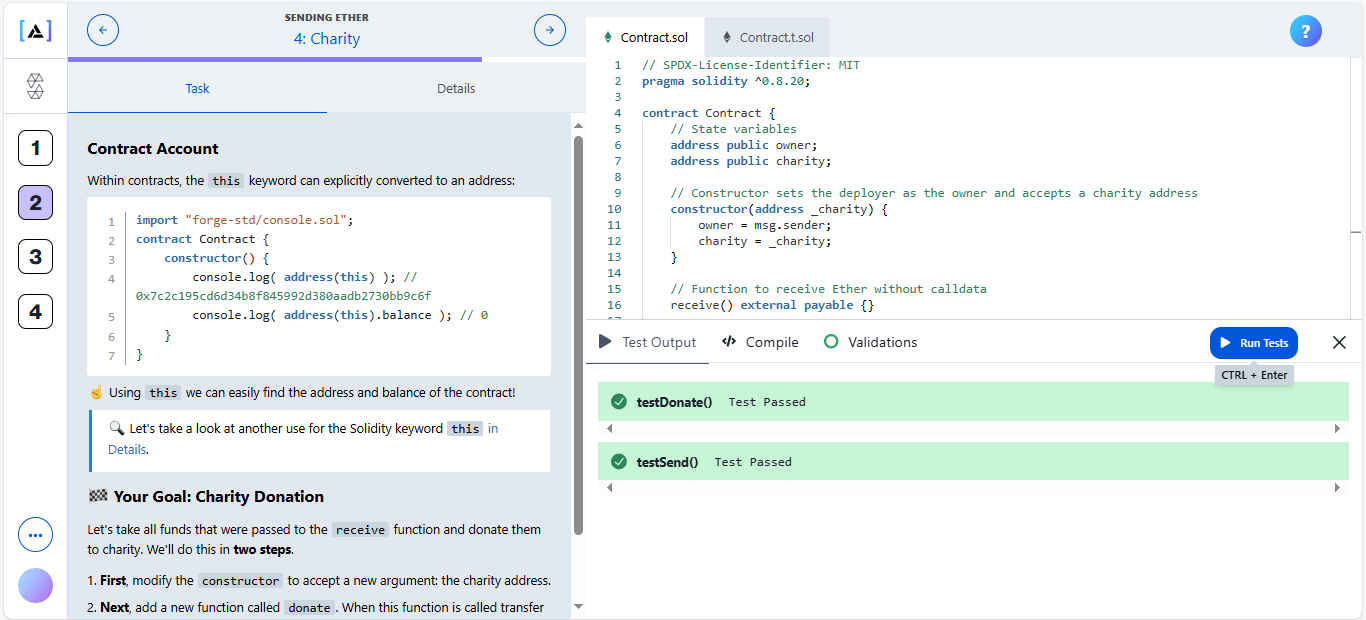 SENDING ETHER
4: Charity
Task
Details
1
2
3
4
Contract Account
Within contracts, the this keyword can explicitly converted to an address:
1 import "forge-std/console.sol";
2 contract Contract {
3 constructor() {
4 console.log( address(this) ); //
0x7c2c195cd6d34b8f845992d380aadb2730bb9c6f
5 console.log( address(this).balance ); // 0
6 }
7 }
☝ Using this we can easily find the address and balance of the contract!
🔍 Let's take a look at another use for the Solidity keyword this in
Details.
🏁 Your Goal: Charity Donation
Let's take all funds that were passed to the receive function and donate them
to charity. We'll do this in two steps.
1. First, modify the constructor to accept a new argument: the charity address.
2. Next, add a new function called donate. When this function is called transfer
Contract.sol
Contract.t.sol
?
1 // SPDX-License-Identifier: MIT
2 pragma solidity ^0.8.20;
3
4 contract Contract {
5 // State variables
6 address public owner;
7 address public charity;
8
9 // Constructor sets the deployer as the owner and accepts a charity address
10 constructor(address _charity) {
11 owner = msg.sender;
12 charity = _charity;
13 }
14
15 // Function to receive Ether without calldata
16 receive() external payable {}
Test Output
Compile
Validations
Run Tests
CTRL + Enter
testDonate() Test Passed
testSend() Test Passed